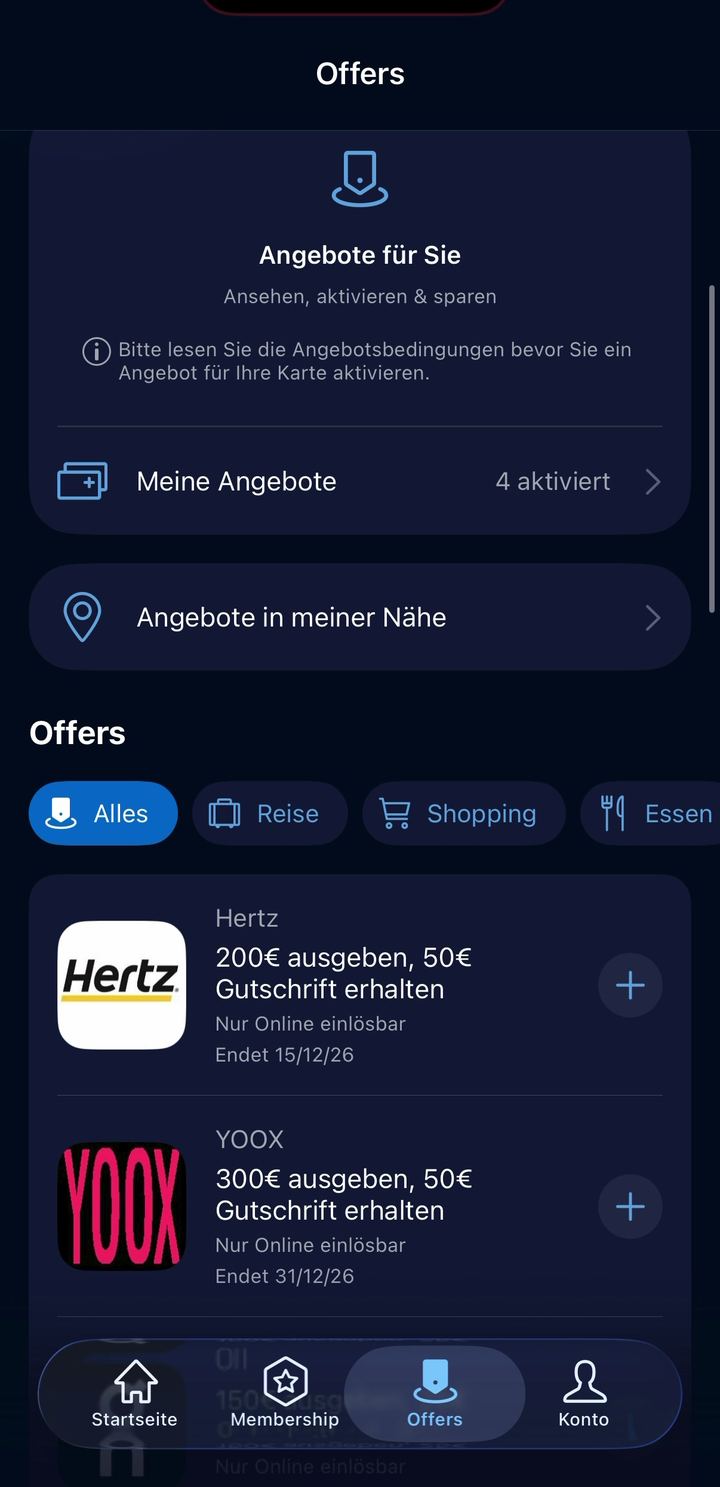 Offers
Angebote für Sie
Ansehen, aktivieren & sparen
Bitte lesen Sie die Angebotsbedingungen bevor Sie ein
Angebot für Ihre Karte aktivieren.
Meine Angebote
4 aktiviert
Angebote in meiner Nähe
Offers
Alles
Reise
Shopping
Essen
Hertz
Hertz
200€ ausgeben, 50€
Gutschrift erhalten
Nur Online einlösbar
Endet 15/12/26
YOOX
YOOX
300€ ausgeben, 50€
Gutschrift erhalten
Nur Online einlösbar
Endet 31/12/26
On
150€
Startseite
Membership
Offers
Konto
Nur Online einlösbar